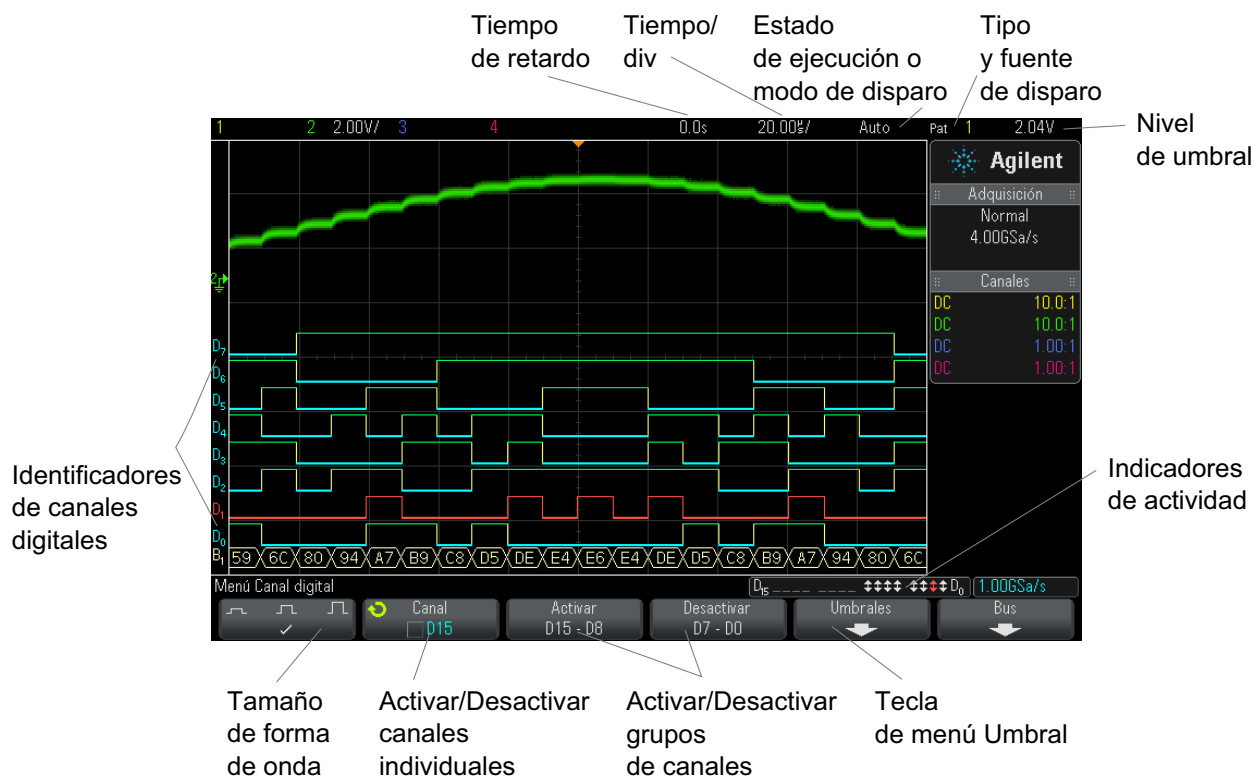 Tiempo
de retardo
Tiempo/
div
Estado
de ejecución o
modo de disparo
Tipo
y fuente
de disparo
Nivel
de umbral
1 2 2.00V/ 3 4 0.0s 20.00µs/ Auto Pat 1 2.04V
Agilent
Adquisición
Normal
4.00GSa/s
Canales
DC 10.0:1
DC 10.0:1
DC 1.00:1
DC 1.00:1
2
D7
D6
D5
D4
D3
D2
D1
D0
B1 59 6C 80 94 A7 B9 C8 D5 DE E4 E6 E4 DE D5 C8 B9 A7 94 80 6C
Identificadores
de canales
digitales
Indicadores
de actividad
Menú Canal digital
D15 D0 1.00GSa/s
Canal
D15
Activar
D15 - D8
Desactivar
D7 - D0
Umbrales
Bus
Tamaño
de forma
de onda
Activar/Desactivar
canales
individuales
Activar/Desactivar
grupos
de canales
Tecla
de menú Umbral